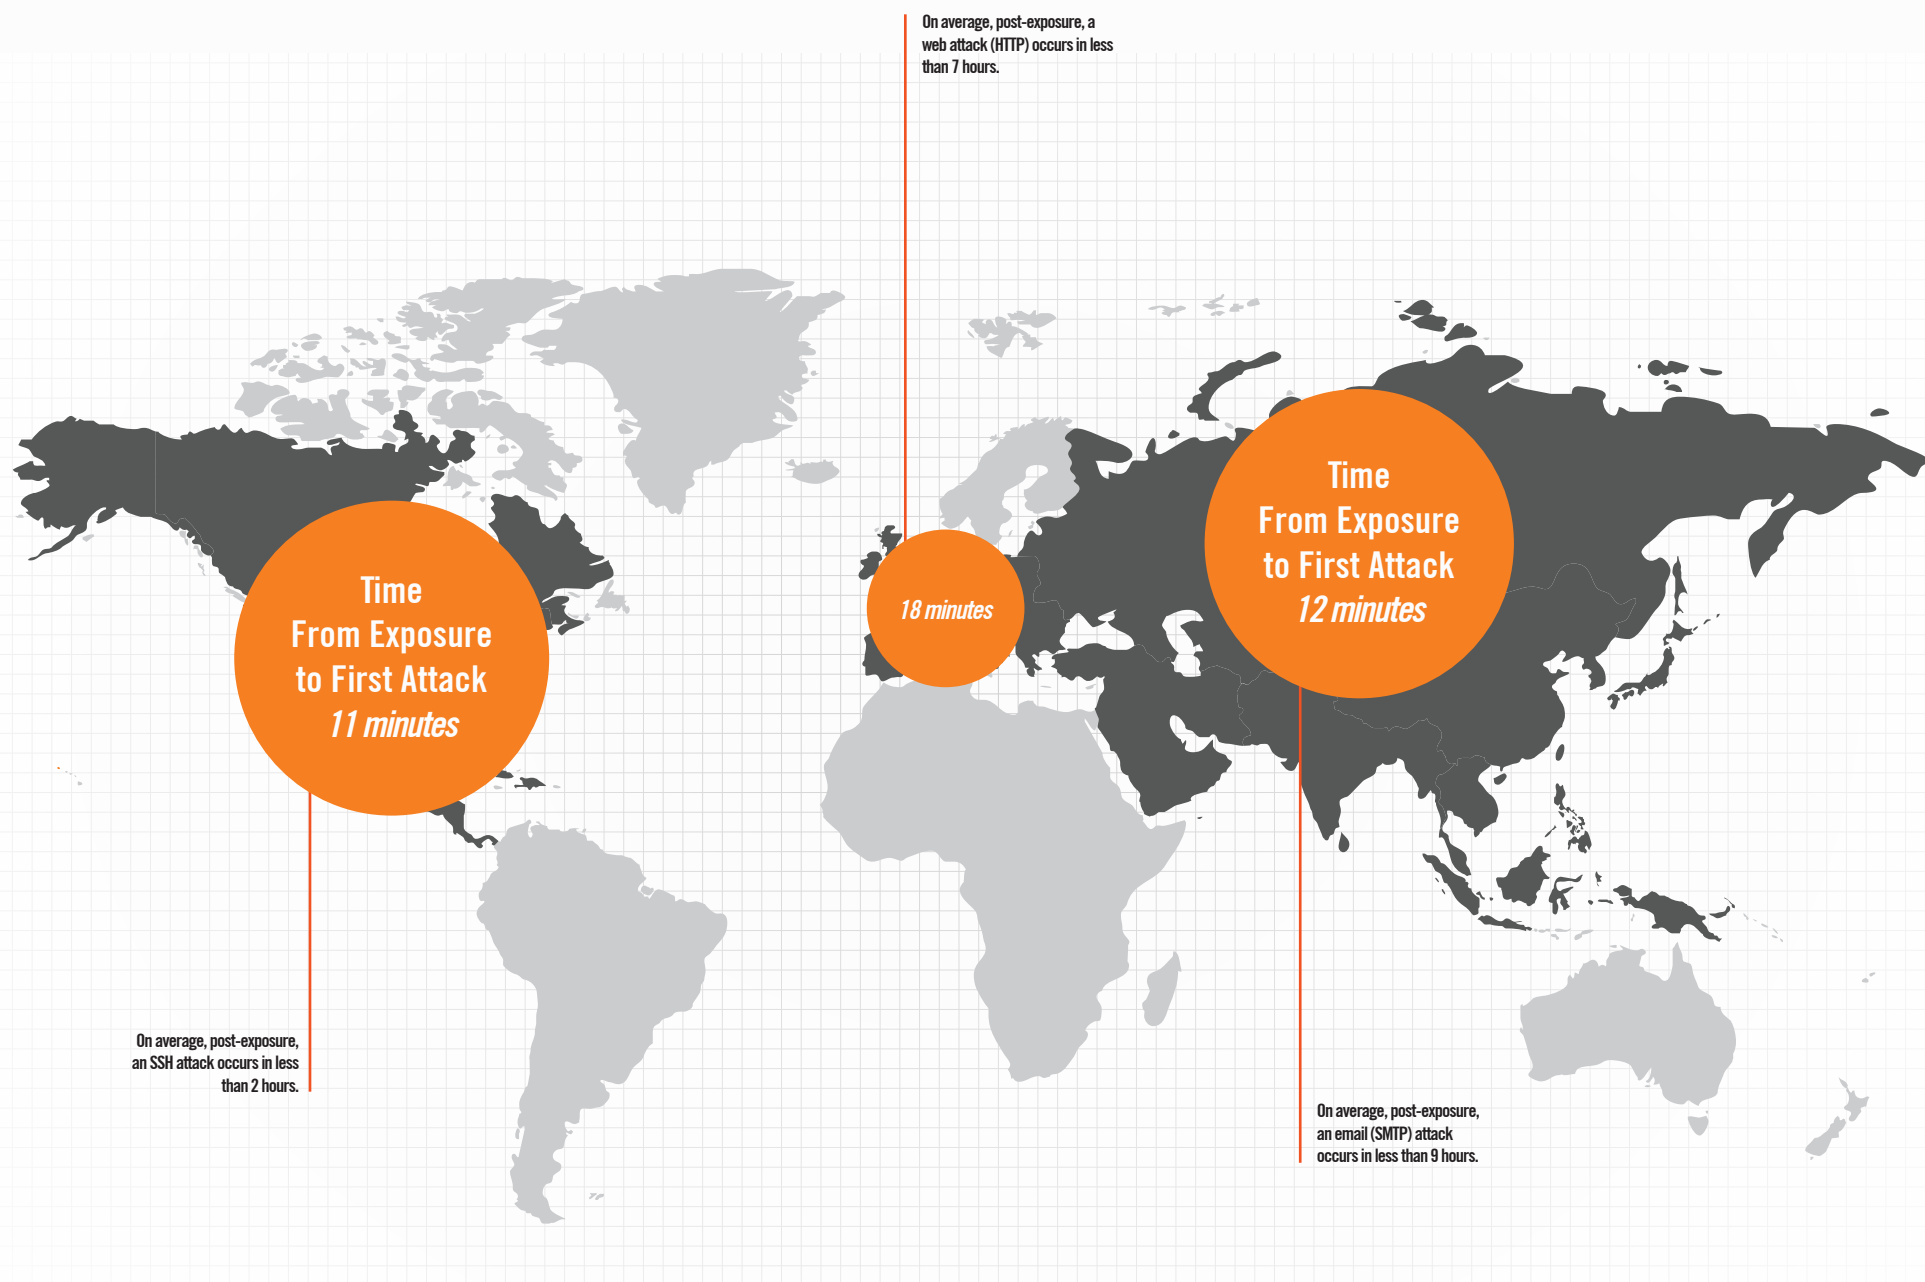 On average, post-exposure, a
web attack (HTTP) occurs in less
than 7 hours.
Time
From Exposure
to First Attack
11 minutes
18 minutes
Time
From Exposure
to First Attack
12 minutes
On average, post-exposure,
an SSH attack occurs in less
than 2 hours.
On average, post-exposure,
an email (SMTP) attack
occurs in less than 9 hours.